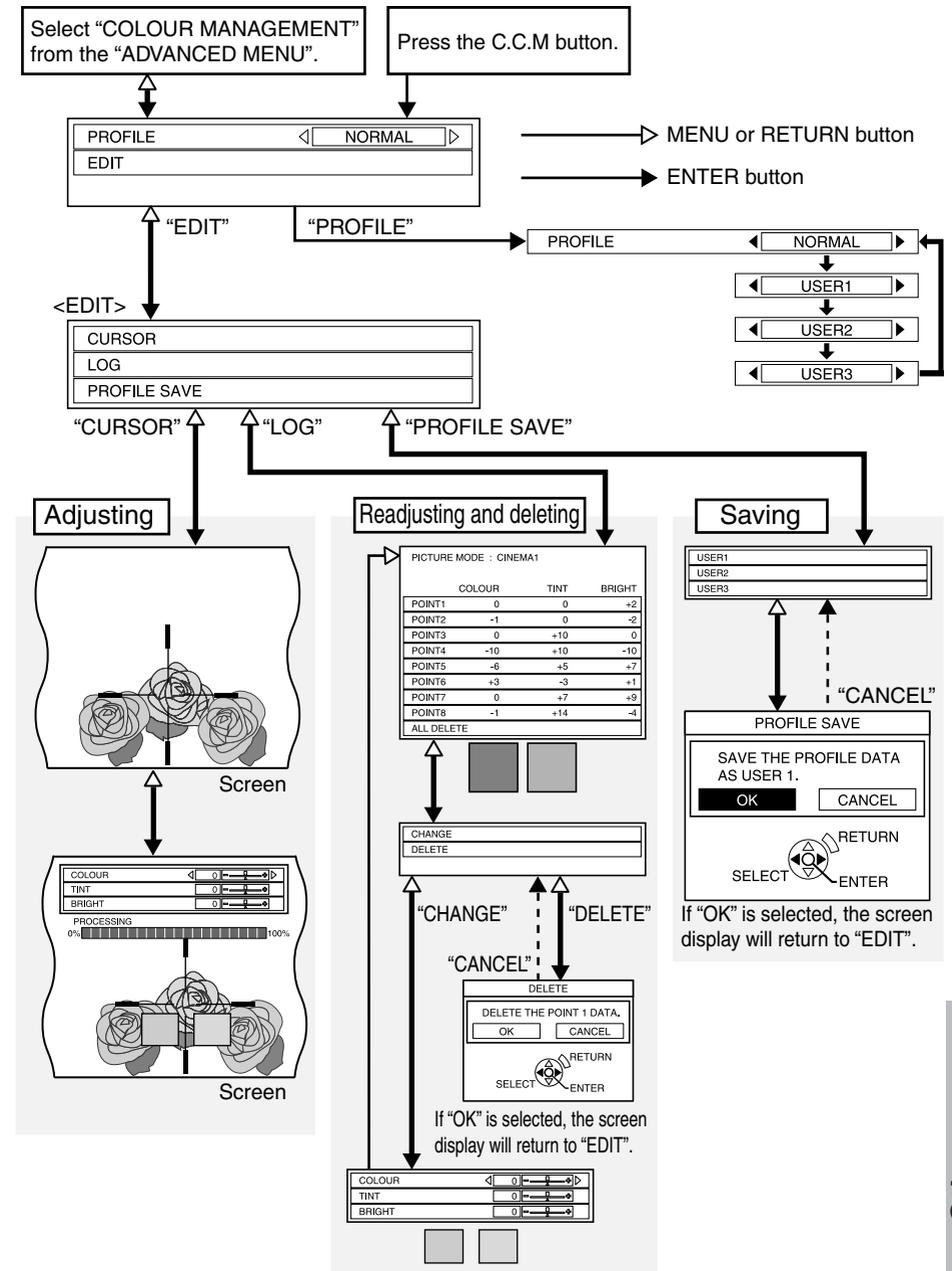 Select “COLOUR MANAGEMENT”
from the “ADVANCED MENU”.
Press the C.C.M button.
PROFILE NORMAL
EDIT
MENU or RETURN button
ENTER button
“EDIT” “PROFILE”
PROFILE NORMAL
USER1
USER2
USER3
<EDIT>
CURSOR
LOG
PROFILE SAVE
“CURSOR” “LOG” “PROFILE SAVE”
Adjusting
Screen
COLOUR 0 - +
TINT 0 - +
BRIGHT 0 - +
PROCESSING
0% 100%
Screen
Readjusting and deleting
PICTURE MODE : CINEMA1
COLOUR TINT BRIGHT
POINT1 0 0 +2
POINT2 -1 0 -2
POINT3 0 +10 0
POINT4 -10 +10 -10
POINT5 -6 +5 +7
POINT6 +3 -3 +1
POINT7 0 +7 +9
POINT8 -1 +14 -4
ALL DELETE
CHANGE
DELETE
“CHANGE” “DELETE”
“CANCEL”
DELETE
DELETE THE POINT 1 DATA.
OK CANCEL
RETURN
SELECT ENTER
If “OK” is selected, the screen
display will return to “EDIT”.
COLOUR 0 - +
TINT 0 - +
BRIGHT 0 - +
Saving
USER1
USER2
USER3
“CANCEL”
PROFILE SAVE
SAVE THE PROFILE DATA
AS USER 1.
OK CANCEL
RETURN
SELECT ENTER
If “OK” is selected, the screen
display will return to “EDIT”.